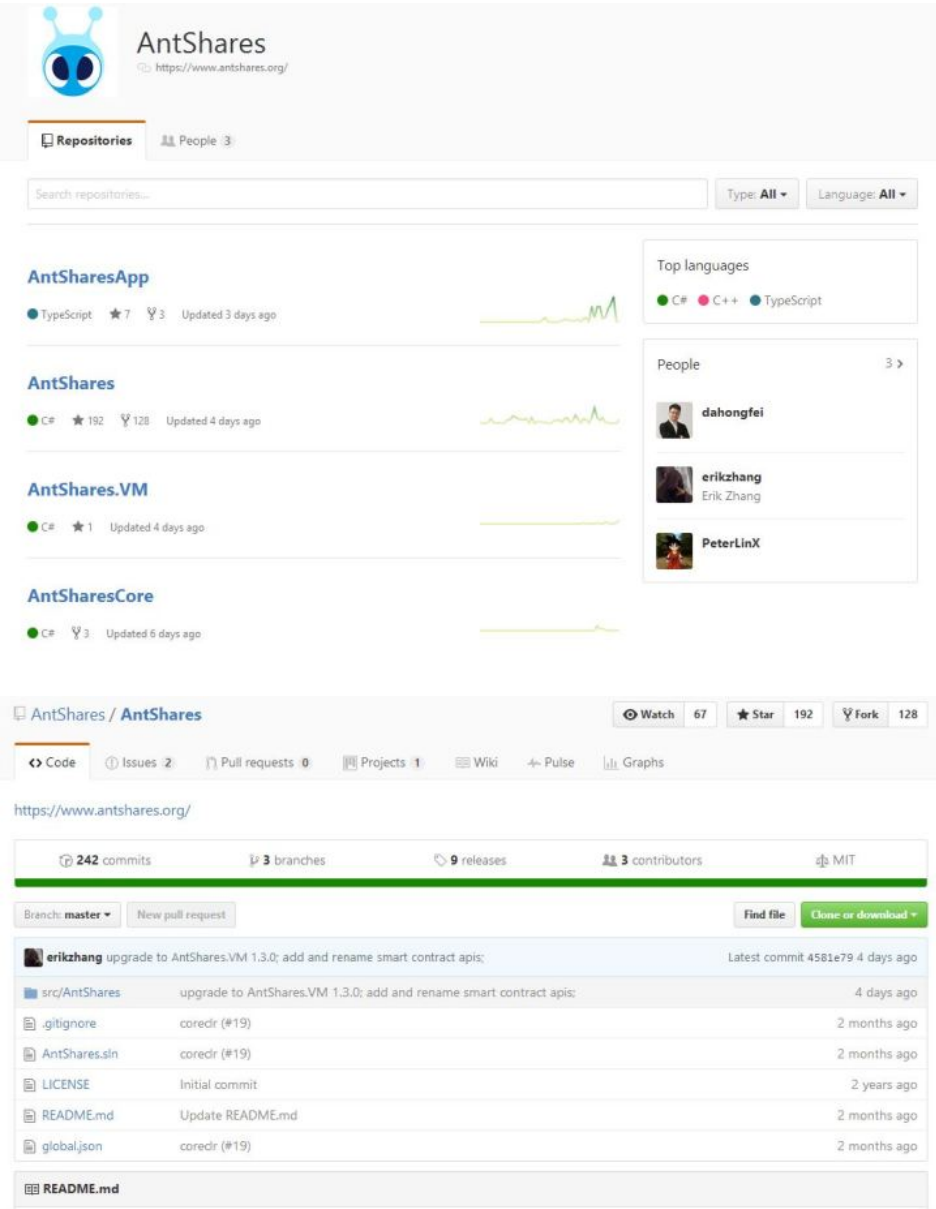 AntShares
https://www.antshares.org/
Repositories People 3
Search repositories... Type: All Language: All
AntSharesApp
TypeScript 7 3 Updated 3 days ago
AntShares
C# 192 128 Updated 4 days ago
AntShares.VM
C# 1 Updated 4 days ago
AntSharesCore
C# 3 Updated 6 days ago
Top languages
C# C++ TypeScript
People 3
dahongfei
erikzhang
Erik Zhang
PeterLinX
AntShares / AntShares Watch 67 Star 192 Fork 128
Code Issues 2 Pull requests 0 Projects 1 Wiki Pulse Graphs
https://www.antshares.org/
242 commits 3 branches 9 releases 3 contributors MIT
Branch: master New pull request Find file Clone or download
erikzhang upgrade to AntShares.VM 1.3.0; add and rename smart contract apis; Latest commit 4581e79 4 days ago
src/AntShares upgrade to AntShares.VM 1.3.0; add and rename smart contract apis; 4 days ago
.gitignore coreclr (#19) 2 months ago
AntShares.sln coreclr (#19) 2 months ago
LICENSE Initial commit 2 years ago
README.md Update README.md 2 months ago
global.json coreclr (#19) 2 months ago
README.md